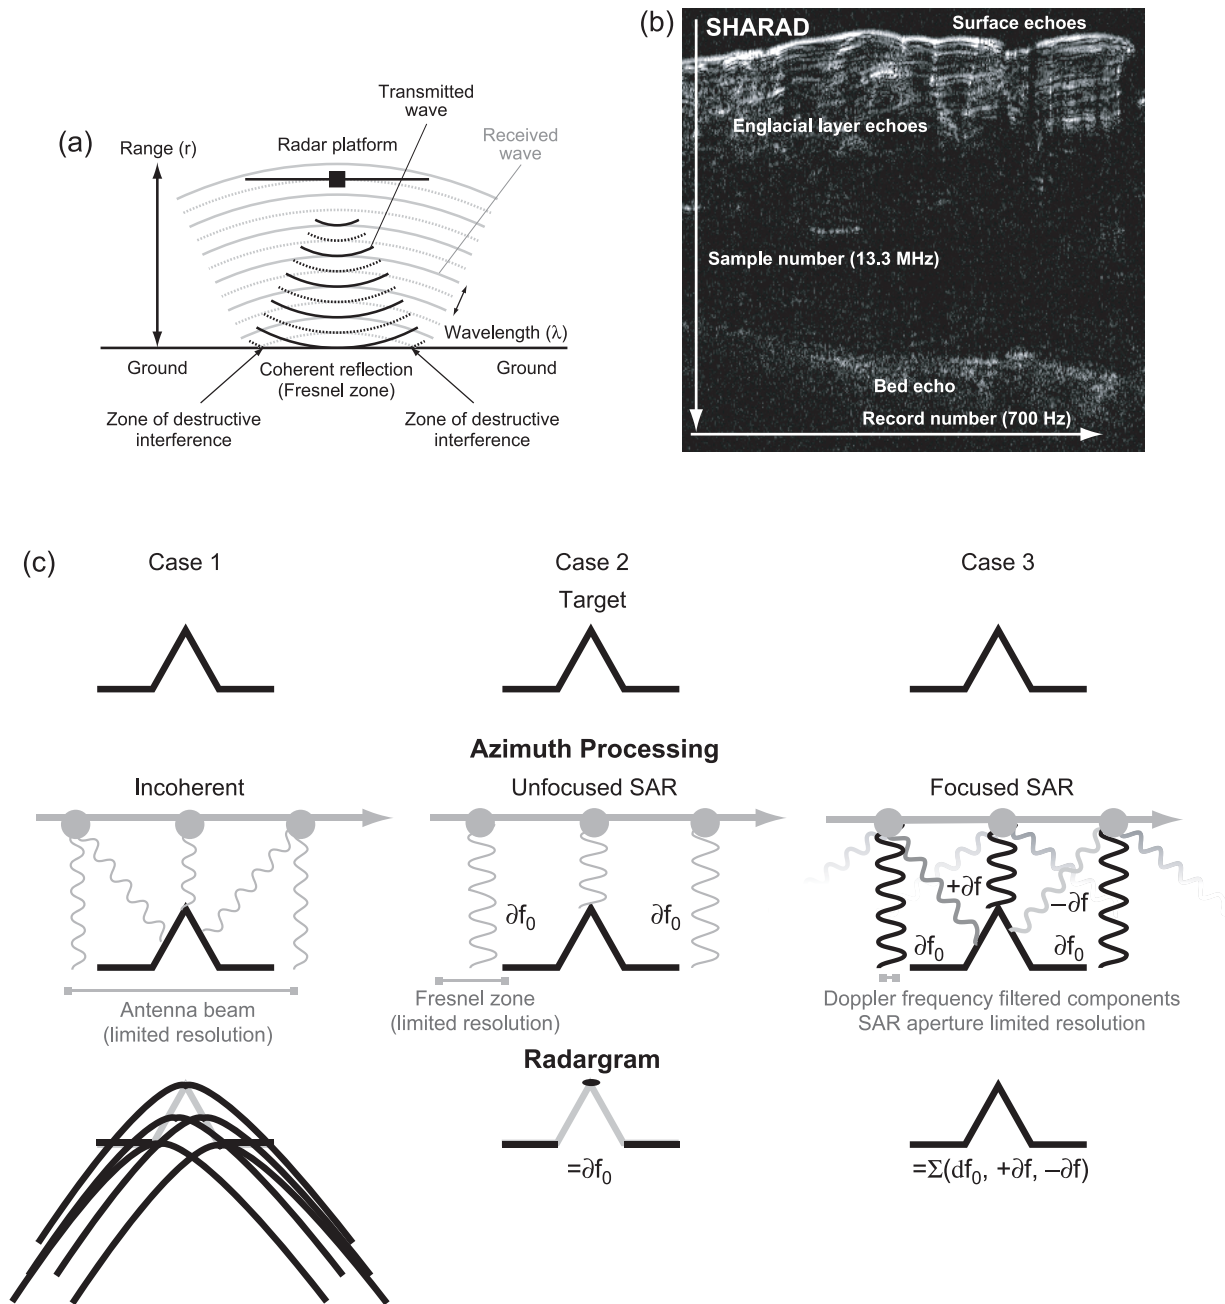 (a)
Transmitted
wave
Received
wave
Range (r)
Radar platform
Wavelength (λ)
Ground
Coherent reflection
(Fresnel zone)
Ground
Zone of destructive
interference
Zone of destructive
interference
(b)
SHARAD
Surface echoes
Englacial layer echoes
Sample number (13.3 MHz)
Bed echo
Record number (700 Hz)
(c)
Case 1
Case 2
Case 3
Target
Azimuth Processing
Incoherent
Unfocused SAR
Focused SAR
∂f₀
∂f₀
+∂f
−∂f
∂f₀
∂f₀
Antenna beam
(limited resolution)
Fresnel zone
(limited resolution)
Doppler frequency filtered components
SAR aperture limited resolution
Radargram
=∂f₀
=Σ(df₀, +∂f, −∂f)